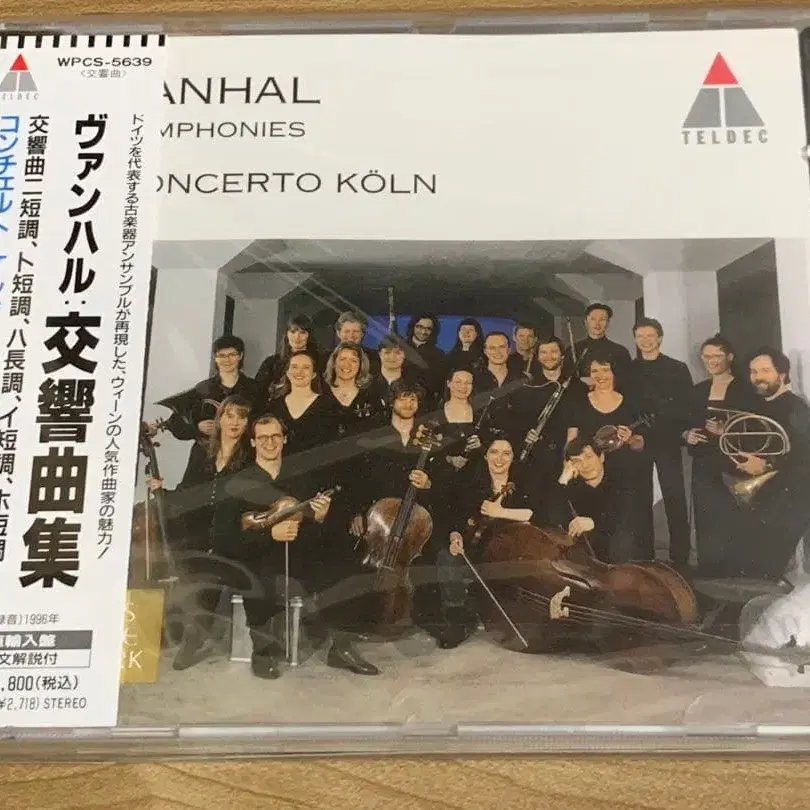 WPCS-5639
〈交響曲〉
TELDEC
ドイツを代表する古楽器アンサンブルが再現した、ウィーンの人気作曲家の魅力!
ヴァンハル:交響曲集
交響曲ニ短調、ト短調、ハ長調、イ短調、ホ短調
コンチェルト
録音)1996年
輸入盤
文解説付
,800(税込)
¥2,718) STEREO
ANHAL
MPHONIES
ONCERTO KÖLN
TELDEC